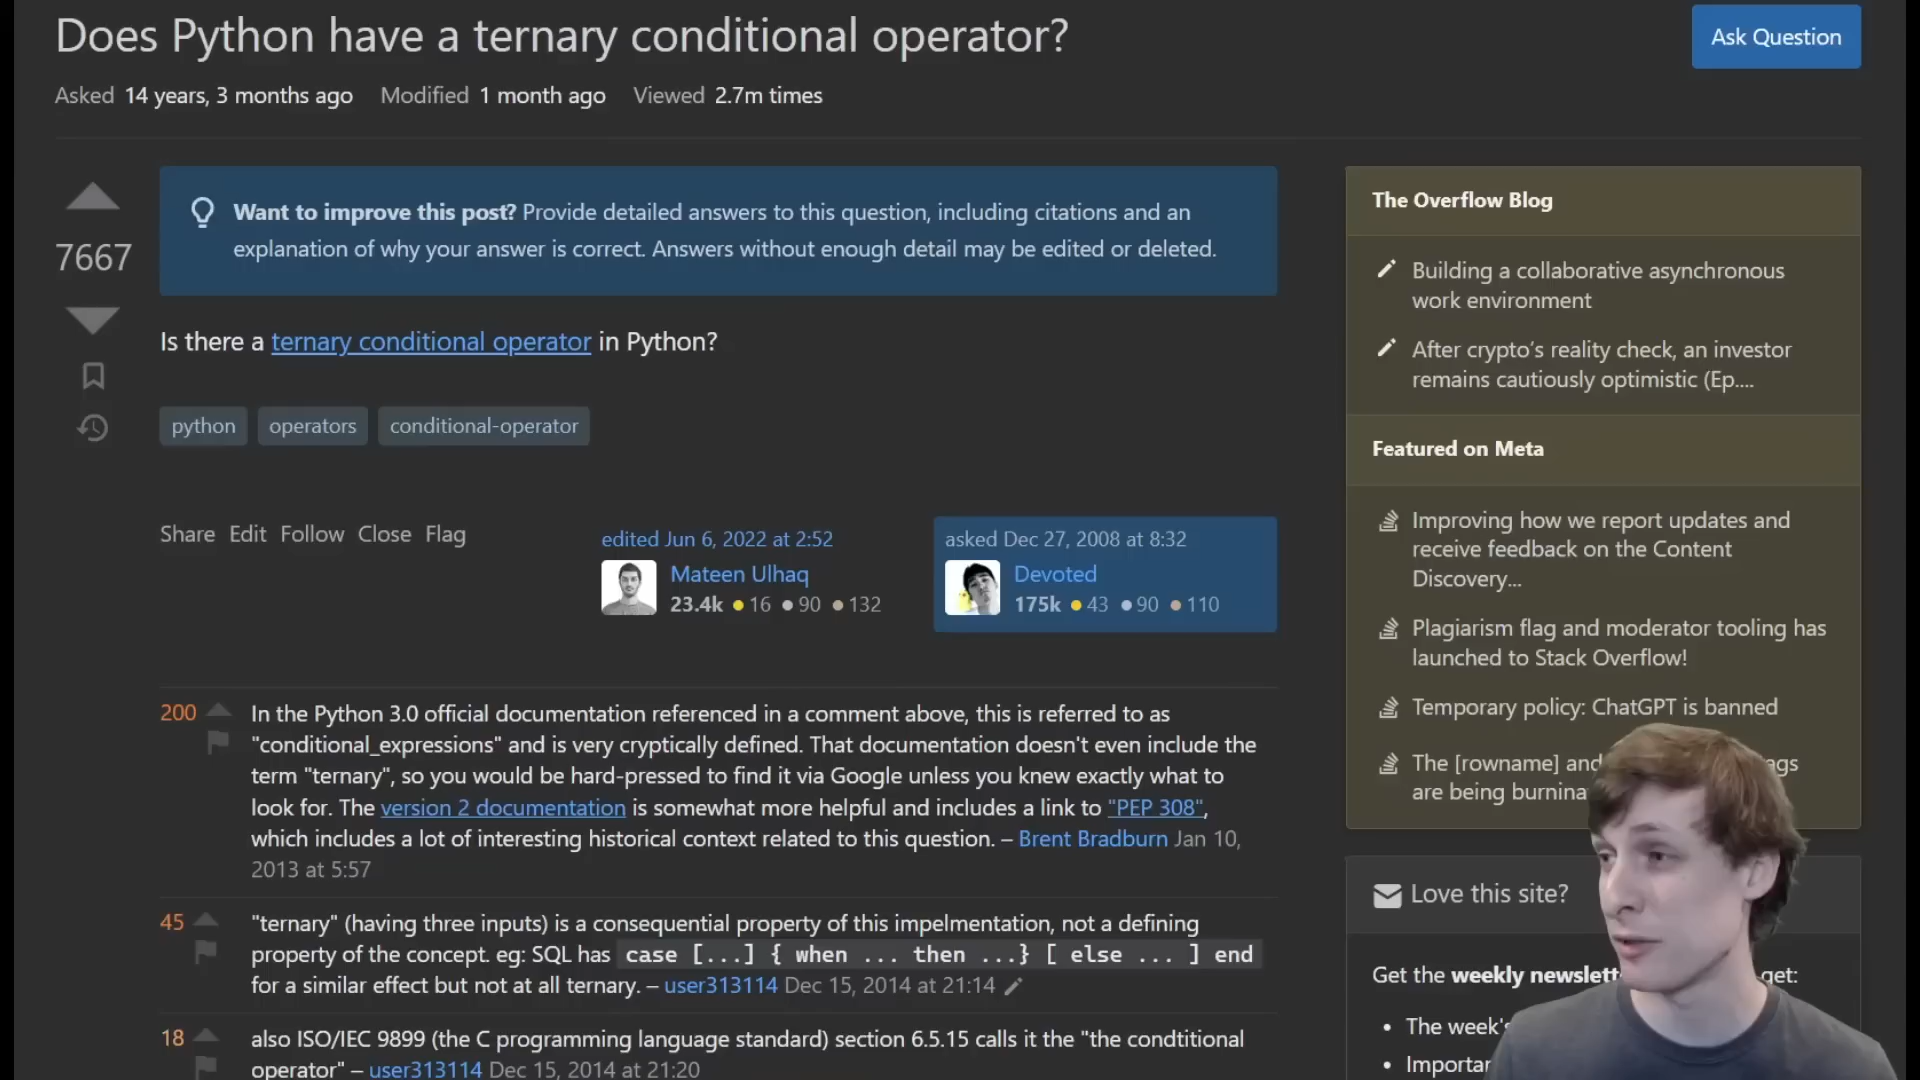 Does Python have a ternary conditional operator?
Ask Question
Asked 14 years, 3 months ago Modified 1 month ago Viewed 2.7m times
7667
Want to improve this post? Provide detailed answers to this question, including citations and an
explanation of why your answer is correct. Answers without enough detail may be edited or deleted.
Is there a ternary conditional operator in Python?
python operators conditional-operator
Share Edit Follow Close Flag
edited Jun 6, 2022 at 2:52
Mateen Ulhaq
23.4k 16 90 132
asked Dec 27, 2008 at 8:32
Devoted
175k 43 90 110
200 In the Python 3.0 official documentation referenced in a comment above, this is referred to as
"conditional_expressions" and is very cryptically defined. That documentation doesn't even include the
term "ternary", so you would be hard-pressed to find it via Google unless you knew exactly what to
look for. The version 2 documentation is somewhat more helpful and includes a link to "PEP 308",
which includes a lot of interesting historical context related to this question. – Brent Bradburn Jan 10,
2013 at 5:57
45 "ternary" (having three inputs) is a consequential property of this impelmentation, not a defining
property of the concept. eg: SQL has case [...] { when ... then ...} [ else ... ] end
for a similar effect but not at all ternary. – user313114 Dec 15, 2014 at 21:14
18 also ISO/IEC 9899 (the C programming language standard) section 6.5.15 calls it the "the condtitional
operator" – user313114 Dec 15, 2014 at 21:20
The Overflow Blog
Building a collaborative asynchronous
work environment
After crypto's reality check, an investor
remains cautiously optimistic (Ep....
Featured on Meta
Improving how we report updates and
receive feedback on the Content
Discovery...
Plagiarism flag and moderator tooling has
launched to Stack Overflow!
Temporary policy: ChatGPT is banned
The [rowname] and
are being
Love this site?
Get the weekly get:
The week's